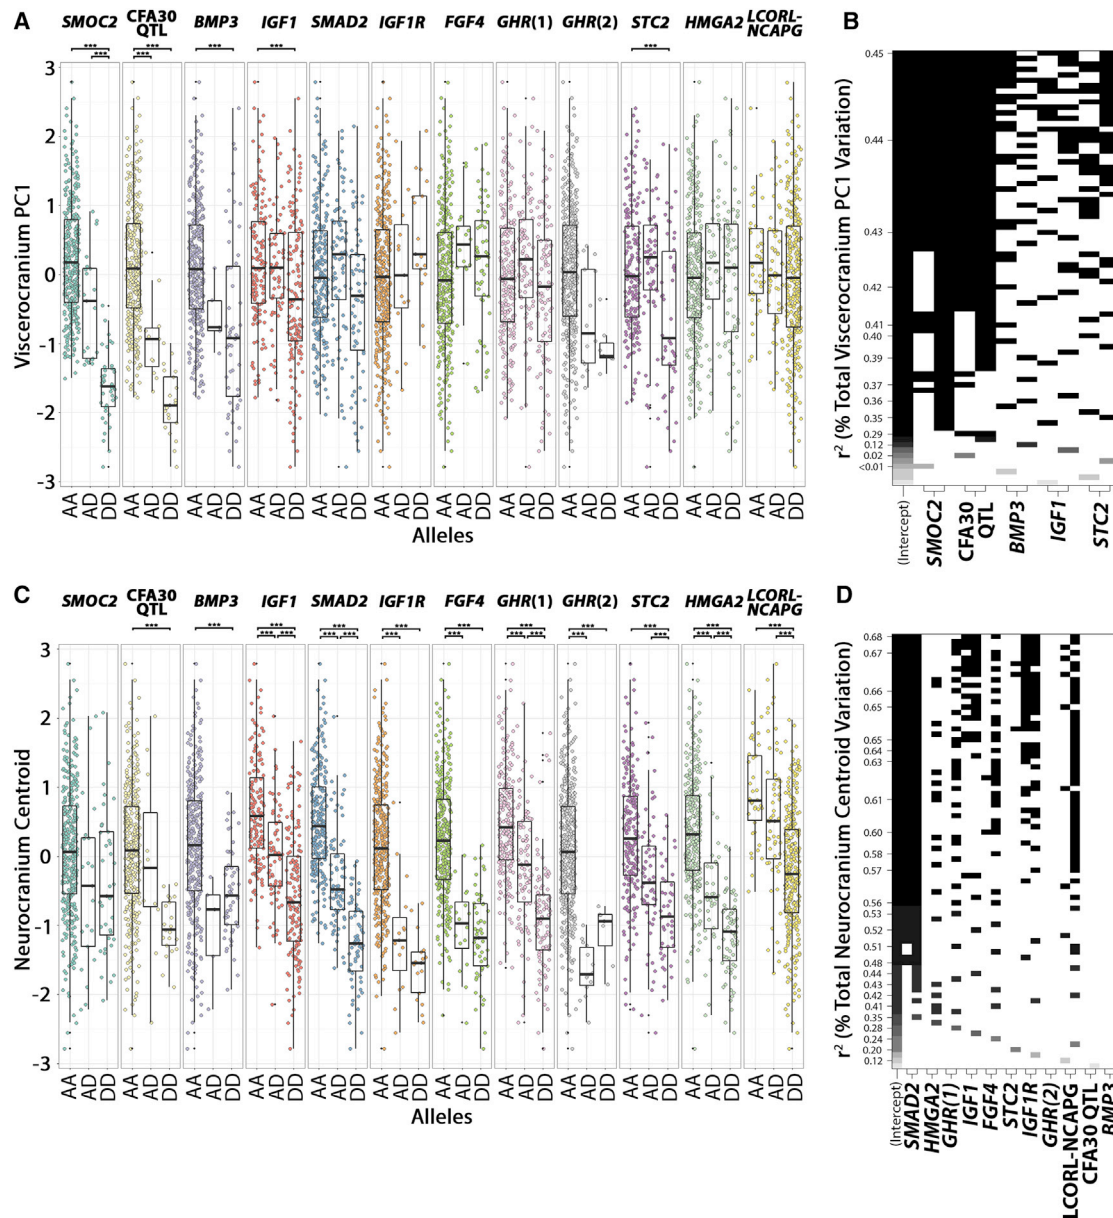 A
SMOC2 CFA30 QTL BMP3 IGF1 SMAD2 IGF1R FGF4 GHR(1) GHR(2) STC2 HMGA2 LCORL-NCAPG
*** *** *** *** *** *** *** ***
Viscerocranium PC1
3
2
1
0
-1
-2
-3
AA AD DD AA AD DD AA AD DD AA AD DD AA AD DD AA AD DD AA AD DD AA AD DD AA AD DD AA AD DD AA AD DD AA AD DD
Alleles
B
r² (% Total Viscerocranium PC1 Variation)
0.45
0.44
0.43
0.42
0.41
0.39
0.37
0.36
0.35
0.29
0.12
0.02
<0.01
(Intercept) SMOC2 CFA30 QTL BMP3 IGF1 STC2
C
SMOC2 CFA30 QTL BMP3 IGF1 SMAD2 IGF1R FGF4 GHR(1) GHR(2) STC2 HMGA2 LCORL-NCAPG
*** *** *** *** *** *** *** *** *** *** *** *** *** *** *** *** *** *** *** *** *** *** *** *** ***
Neurocranium Centroid
3
2
1
0
-1
-2
-3
AA AD DD AA AD DD AA AD DD AA AD DD AA AD DD AA AD DD AA AD DD AA AD DD AA AD DD AA AD DD AA AD DD AA AD DD
Alleles
D
r² (% Total Neurocranium Centroid Variation)
0.68
0.67
0.66
0.65
0.65
0.64
0.63
0.61
0.60
0.58
0.57
0.56
0.53
0.52
0.51
0.48
0.44
0.43
0.42
0.41
0.35
0.28
0.24
0.20
0.12
(Intercept) SMAD2 HMGA2 GHR(1) IGF1 FGF4 STC2 IGF1R GHR(2) LCORL-NCAPG CFA30 QTL BMP3